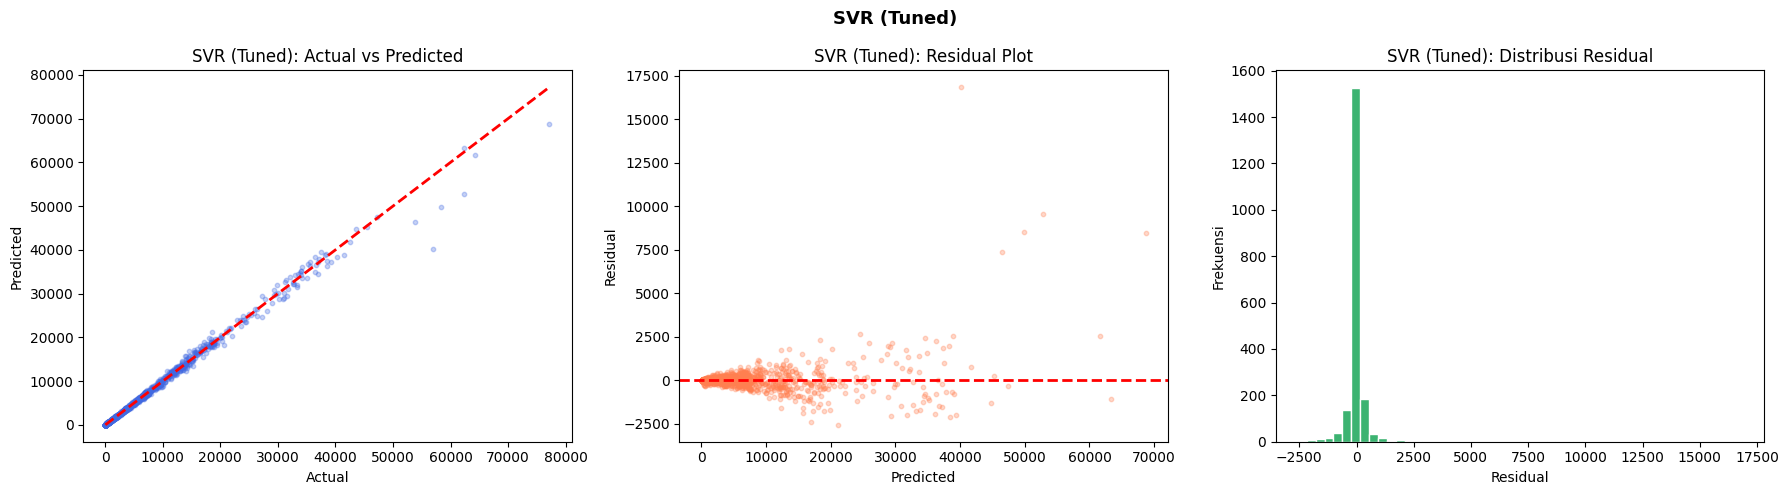 SVR (Tuned)
SVR (Tuned): Actual vs Predicted
80000
70000
60000
50000
40000
30000
20000
10000
0
Predicted
0 10000 20000 30000 40000 50000 60000 70000 80000
Actual
SVR (Tuned): Residual Plot
17500
15000
12500
10000
7500
5000
2500
0
−2500
Residual
0 10000 20000 30000 40000 50000 60000 70000
Predicted
SVR (Tuned): Distribusi Residual
1600
1400
1200
1000
800
600
400
200
0
Frekuensi
−2500 0 2500 5000 7500 10000 12500 15000 17500
Residual